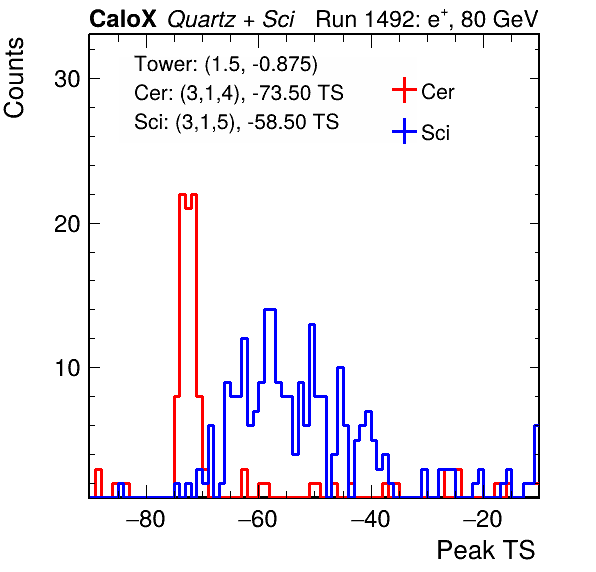 CaloX Quartz + Sci Run 1492: e⁺, 80 GeV
Counts
Tower: (1.5, -0.875)
Cer: (3,1,4), -73.50 TS
Sci: (3,1,5), -58.50 TS
Cer
Sci
30
20
10
−80 −60 −40 −20
Peak TS